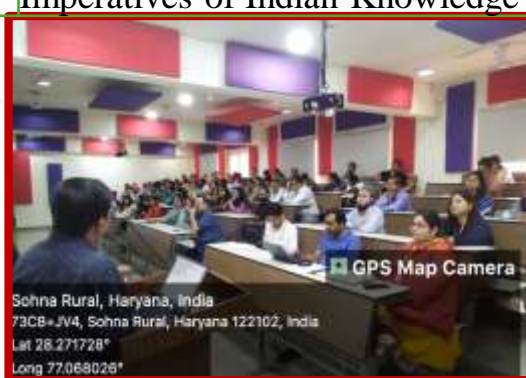 Imperatives of Indian Knowledge
GPS Map Camera
Sohna Rural, Haryana, India
73C8+JV4, Sohna Rural, Haryana 122102, India
Lat 28.271728°
Long 77.068026°